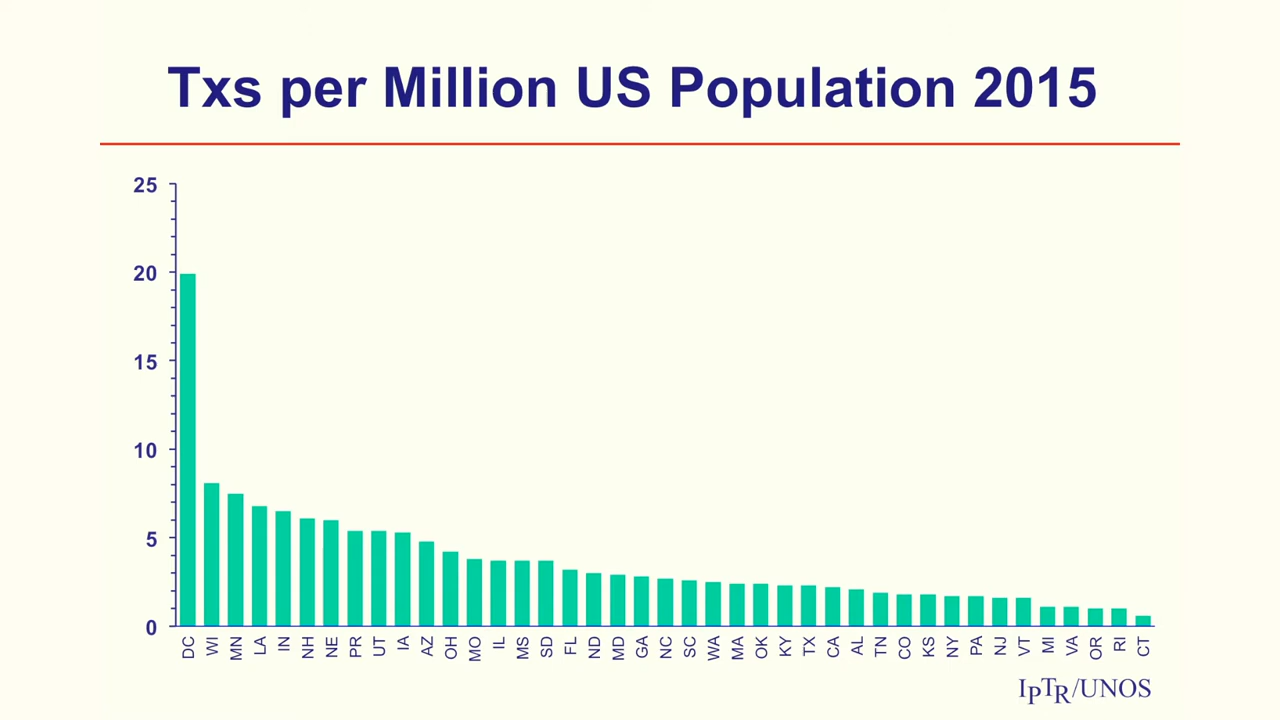 Txs per Million US Population 2015
25
20
15
10
5
0
DC WI MN LA IN NH NE PR UT IA AZ OH MO IL MS SD FL ND MD GA NC SC WA MA OK KY TX CA AL TN CO KS NY PA NJ VT MI VA OR RI CT
IPTR/UNOS